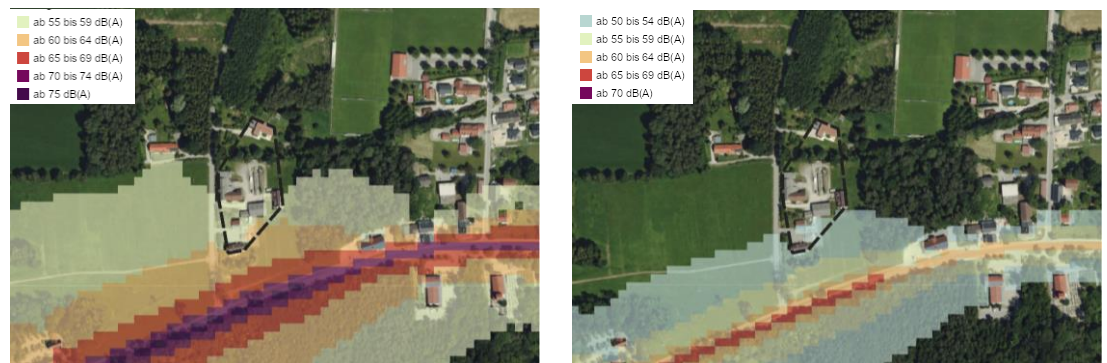 ab 55 bis 59 dB(A)
ab 60 bis 64 dB(A)
ab 65 bis 69 dB(A)
ab 70 bis 74 dB(A)
ab 75 dB(A)
ab 50 bis 54 dB(A)
ab 55 bis 59 dB(A)
ab 60 bis 64 dB(A)
ab 65 bis 69 dB(A)
ab 70 dB(A)